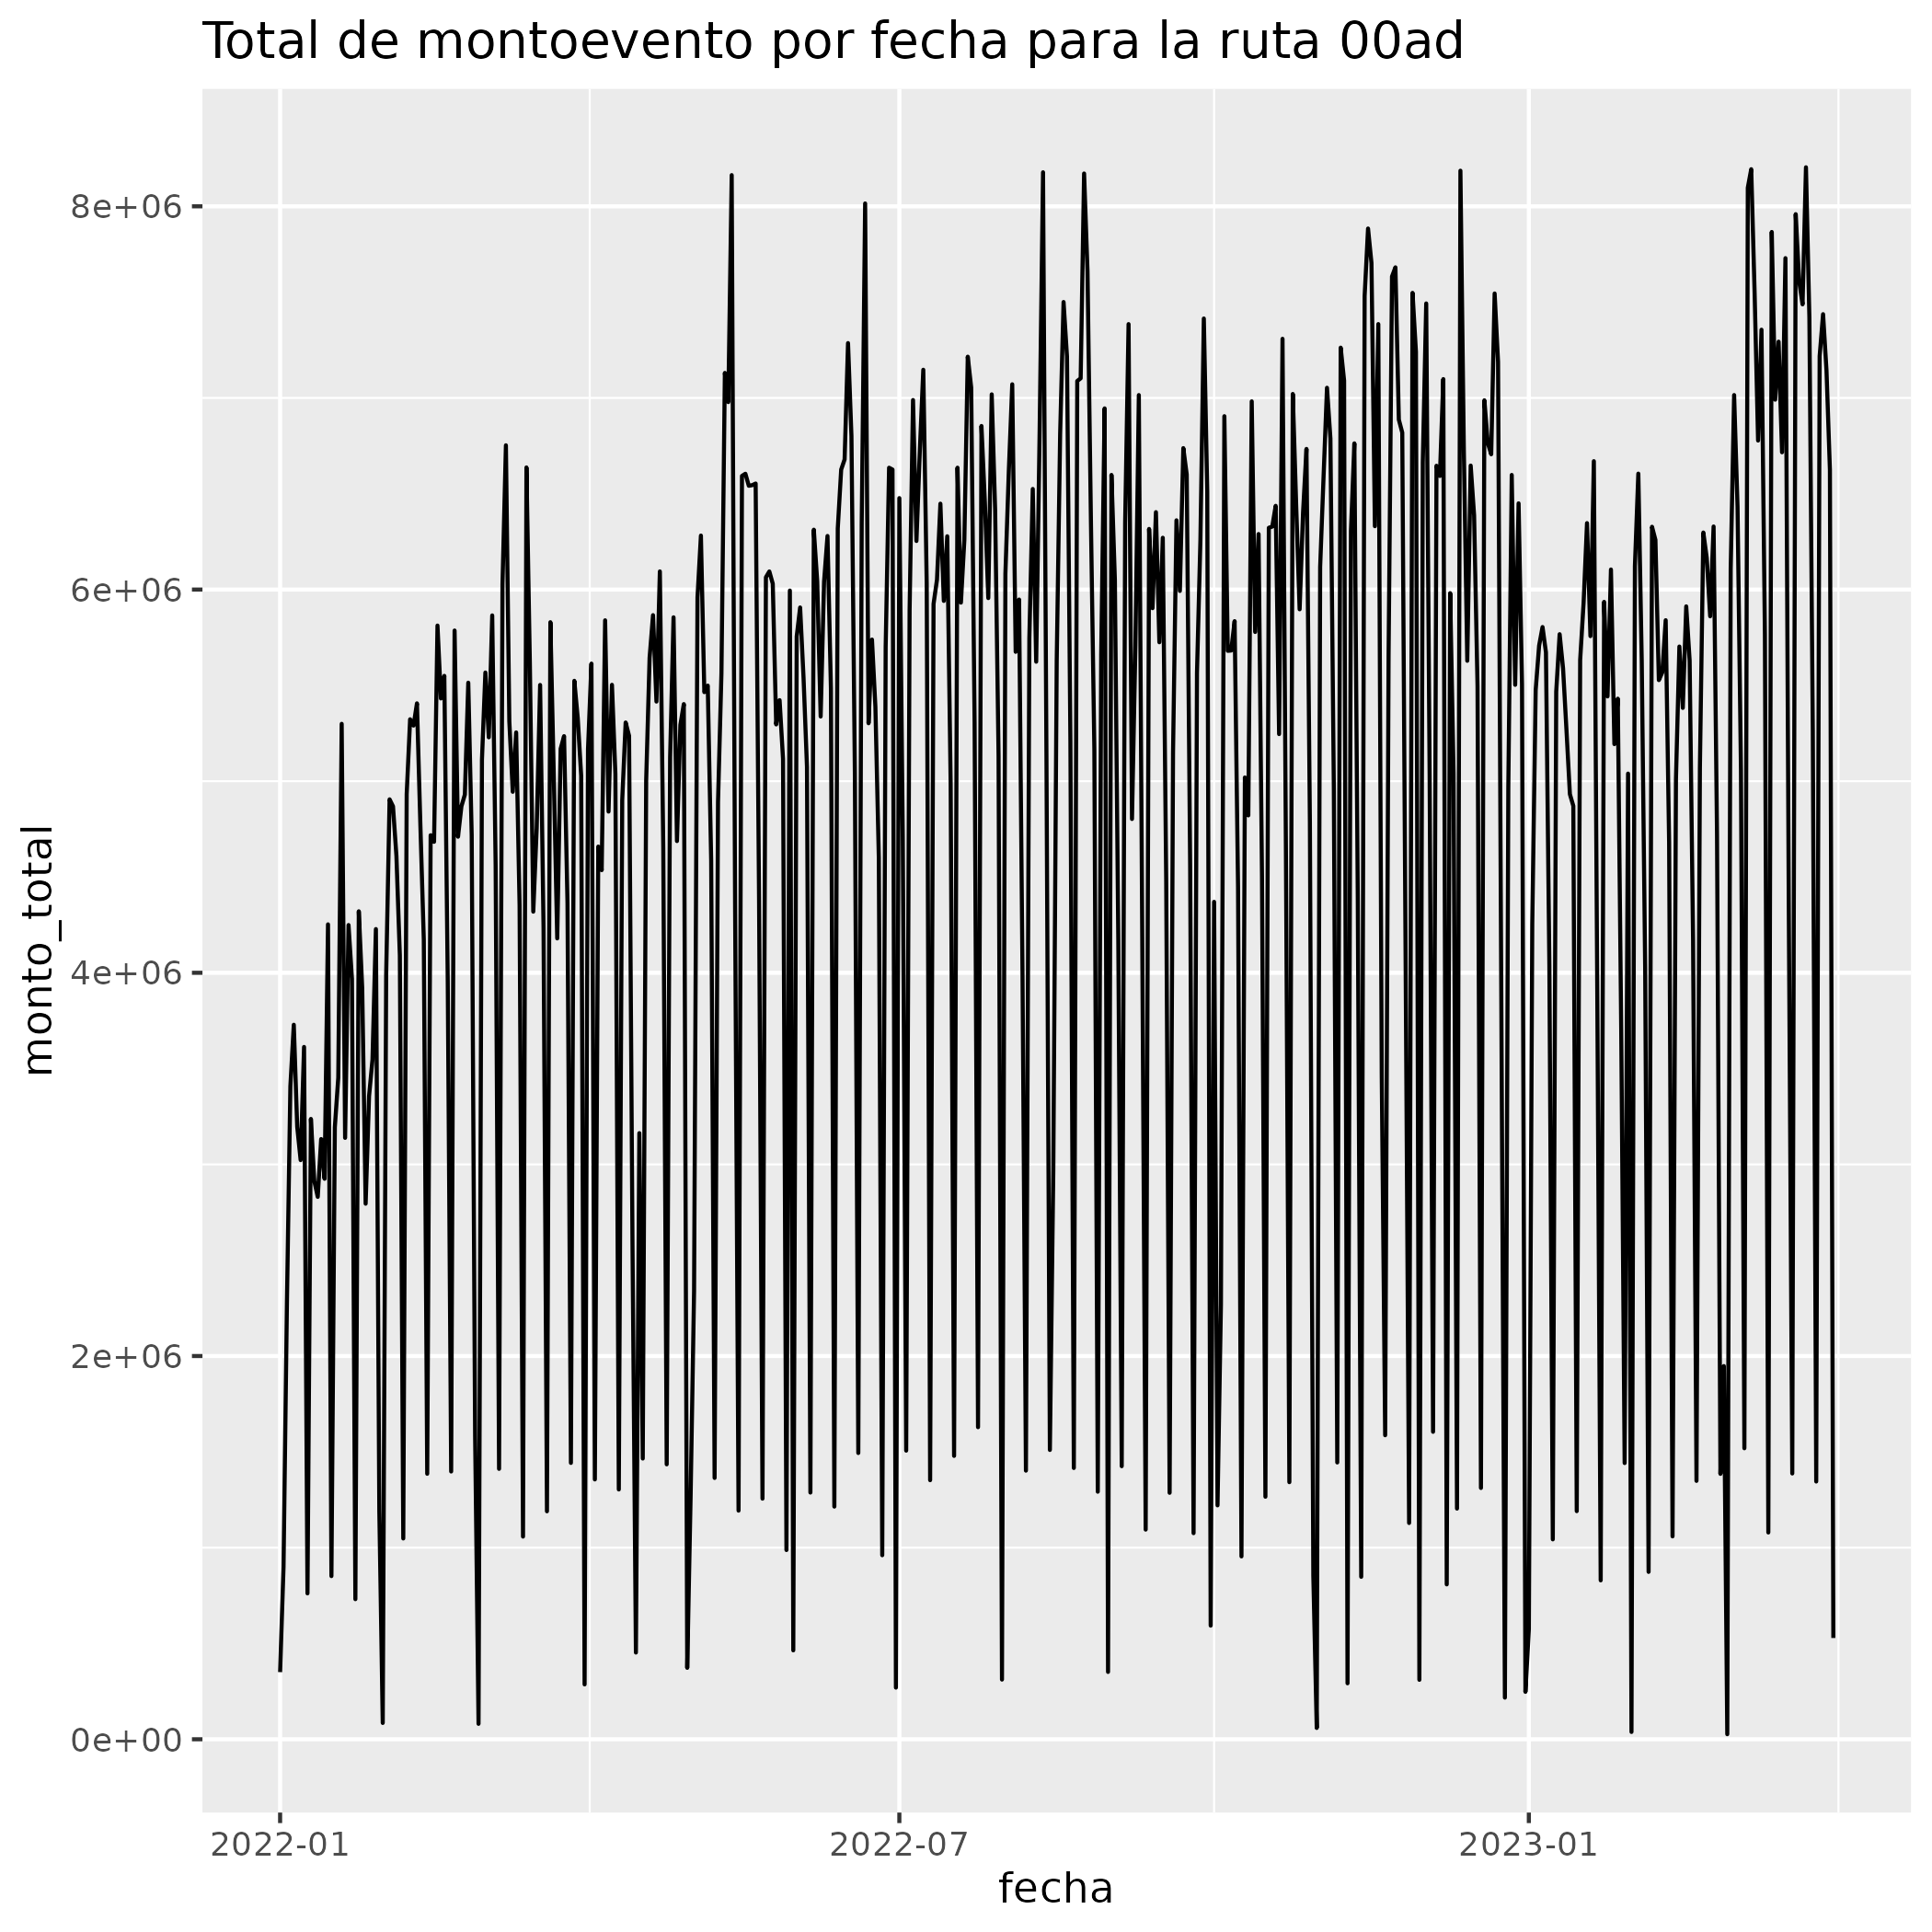 Total de montoevento por fecha para la ruta 00ad
monto_total
8e+06
6e+06
4e+06
2e+06
0e+00
2022-01
2022-07
2023-01
fecha